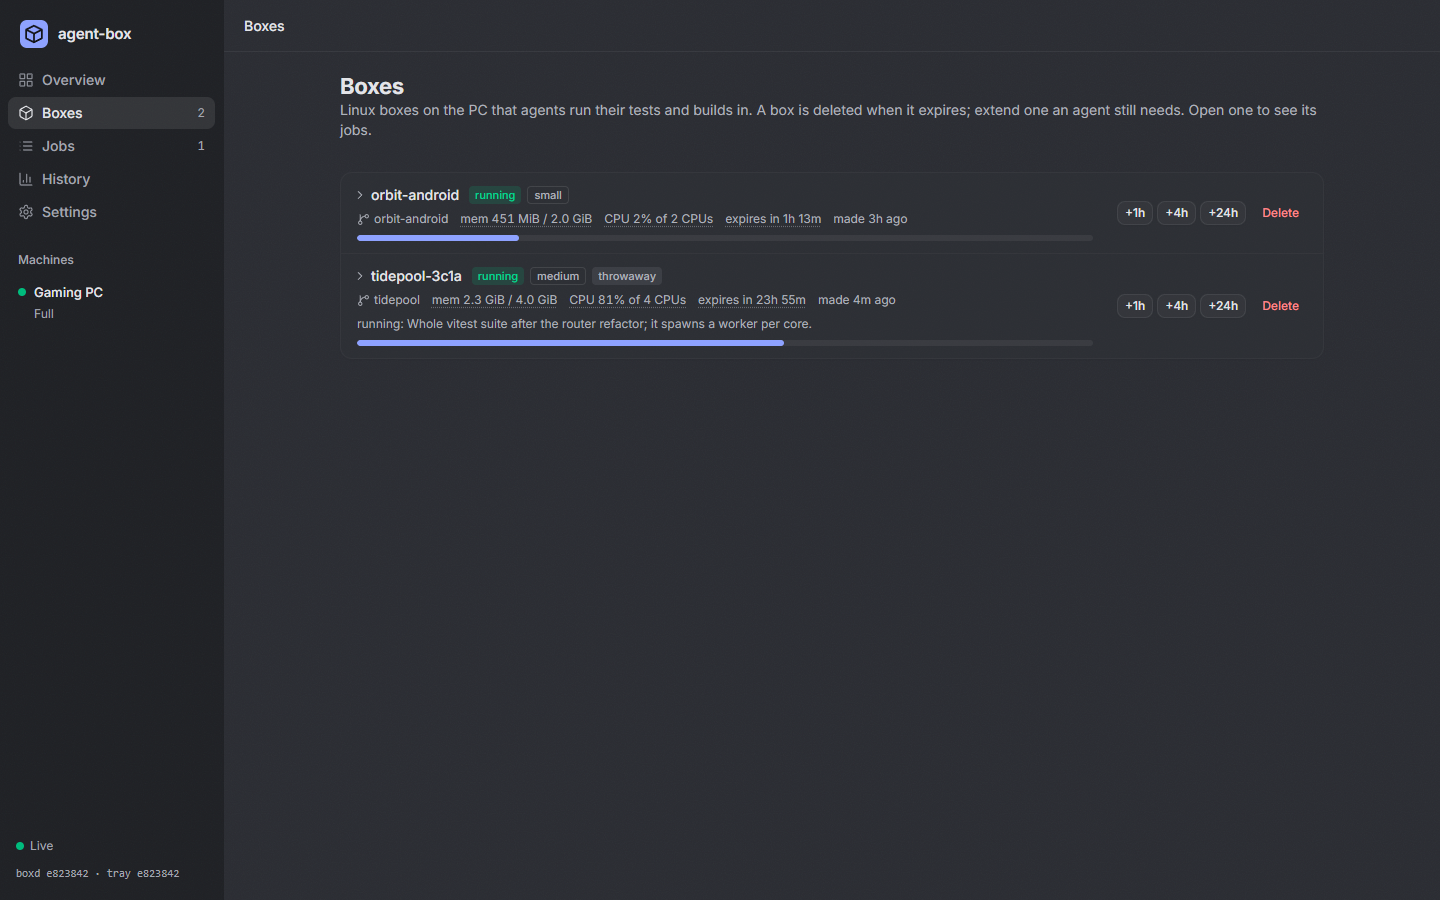 agent-box
Overview
Boxes 2
Jobs 1
History
Settings
Machines
Gaming PC
Full
Live
boxd e823842 · tray e823842
Boxes
Boxes
Linux boxes on the PC that agents run their tests and builds in. A box is deleted when it expires; extend one an agent still needs. Open one to see its
jobs.
orbit-android running small
orbit-android mem 451 MiB / 2.0 GiB CPU 2% of 2 CPUs expires in 1h 13m made 3h ago
+1h +4h +24h Delete
tidepool-3c1a running medium throwaway
tidepool mem 2.3 GiB / 4.0 GiB CPU 81% of 4 CPUs expires in 23h 55m made 4m ago
running: Whole vitest suite after the router refactor; it spawns a worker per core.
+1h +4h +24h Delete